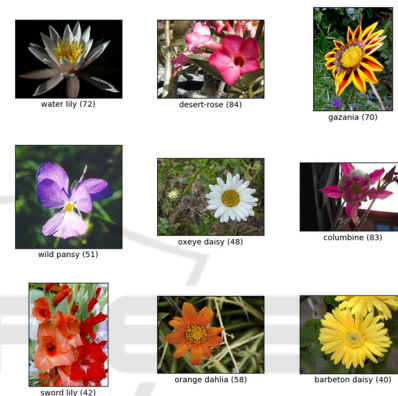 water lily (72)
desert-rose (84)
gazania (70)
wild pansy (51)
oxeye daisy (48)
columbine (83)
sword lily (42)
orange dahlia (58)
barbeton daisy (40)